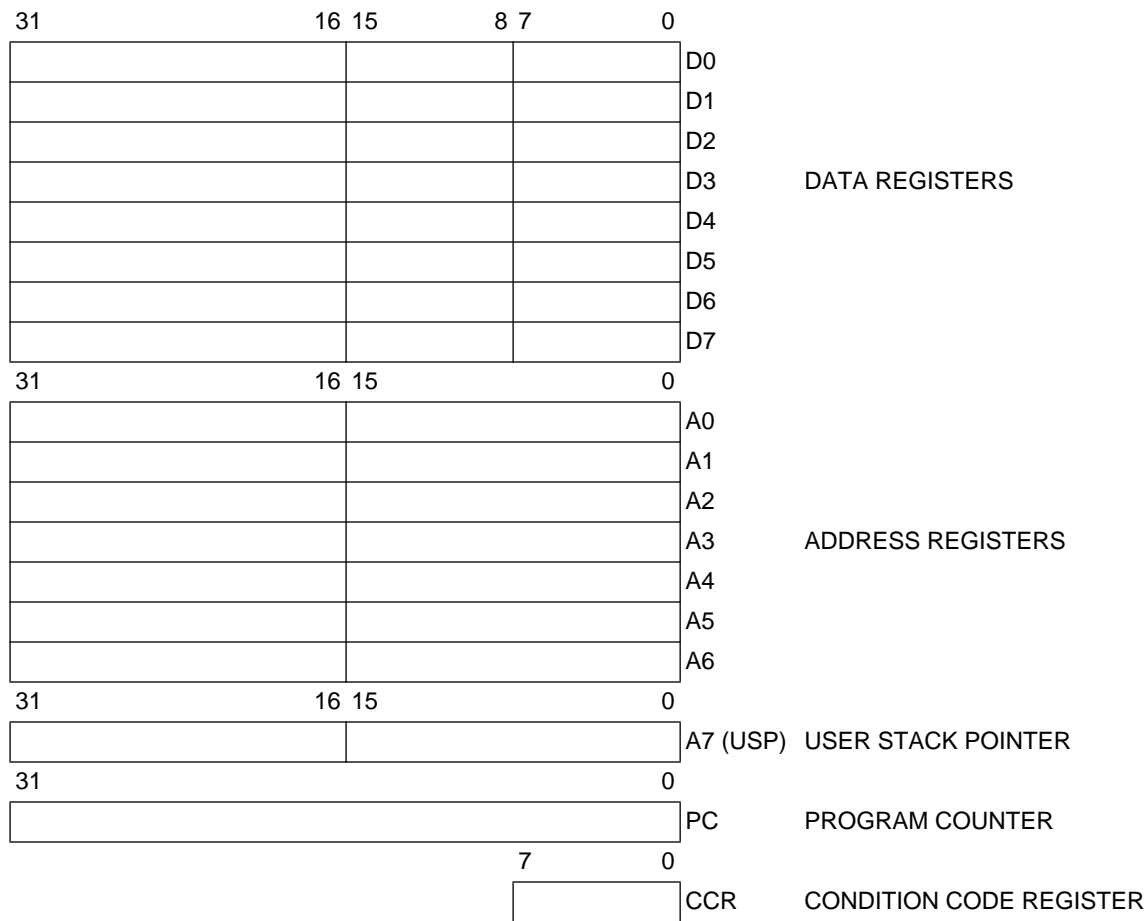 31 16 15 8 7 0
D0
D1
D2
D3 DATA REGISTERS
D4
D5
D6
D7
31 16 15 0
A0
A1
A2
A3 ADDRESS REGISTERS
A4
A5
A6
31 16 15 0
A7 (USP) USER STACK POINTER
31 0
PC PROGRAM COUNTER
7 0
CCR CONDITION CODE REGISTER